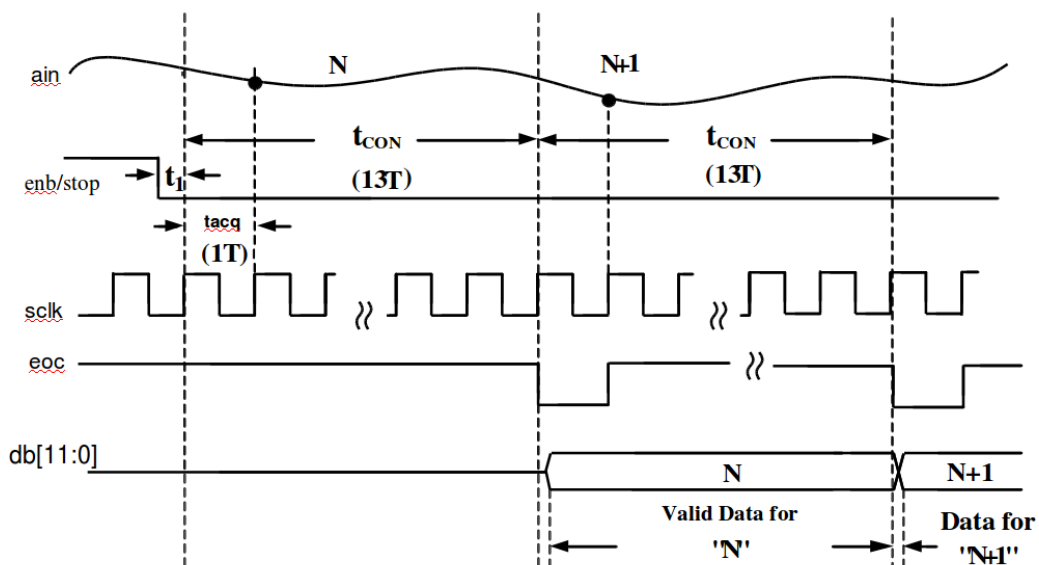 ain
N
N+1
tCON
(13T)
tCON
(13T)
enb/stop
t1
tacq
(1T)
sclk
eoc
db[11:0]
N
N+1
Valid Data for
"N"
Data for
"N+1"